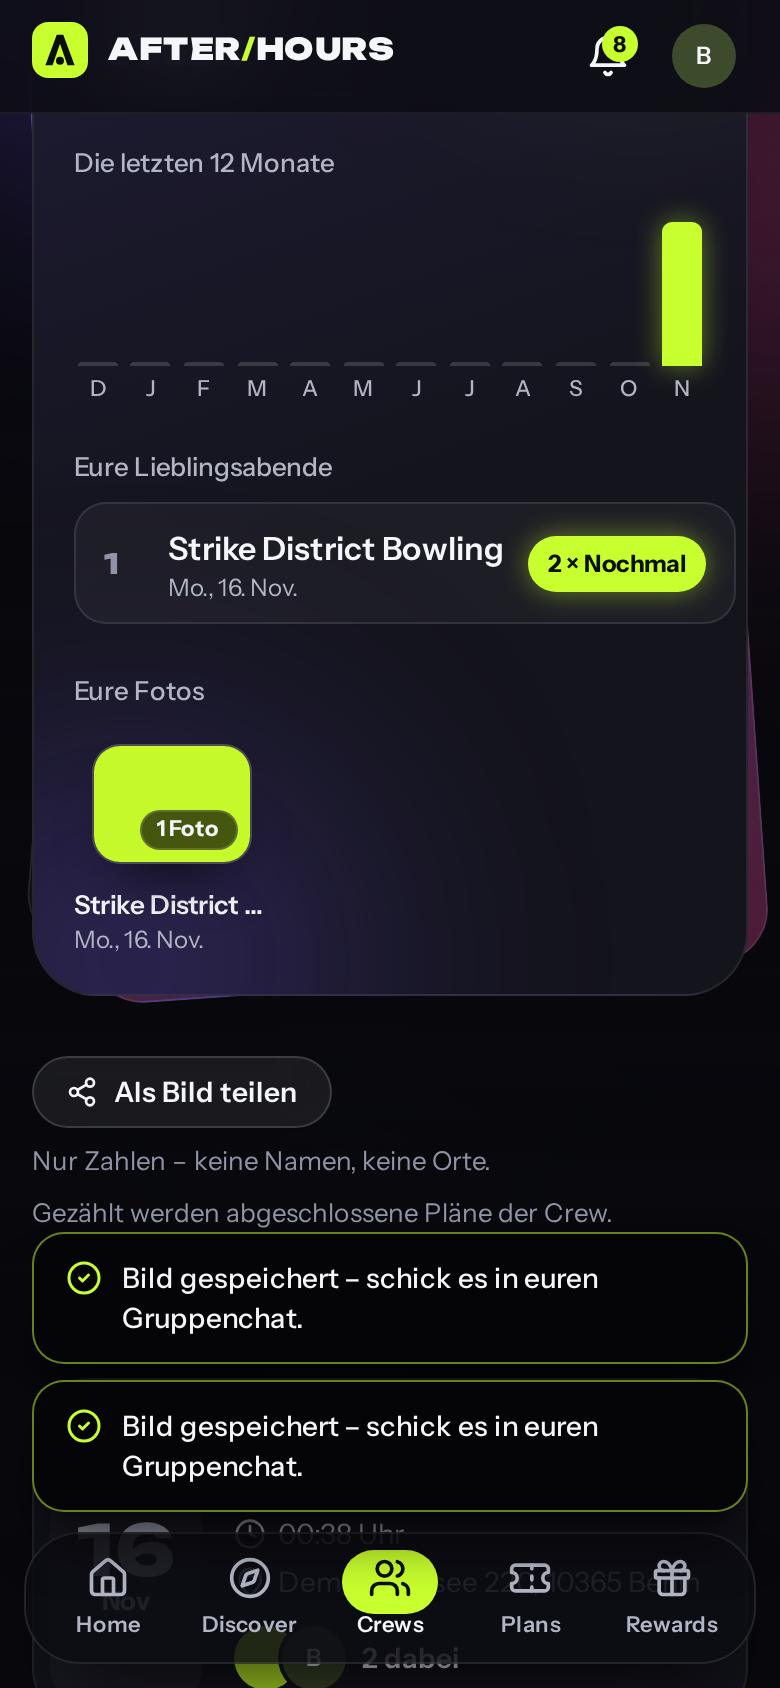 AFTER/HOURS
8
B
Die letzten 12 Monate
D J F M A M J J A S O N
Eure Lieblingsabende
1
Strike District Bowling
2 × Nochmal
Mo., 16. Nov.
Eure Fotos
1 Foto
Strike District ...
Mo., 16. Nov.
Als Bild teilen
Nur Zahlen – keine Namen, keine Orte.
Gezählt werden abgeschlossene Pläne der Crew.
Bild gespeichert – schick es in euren
Gruppenchat.
Bild gespeichert – schick es in euren
Gruppenchat.
16
00:38 Uhr
Nov
10365
Home Discover Crews Plans Rewards
B
2 dabei